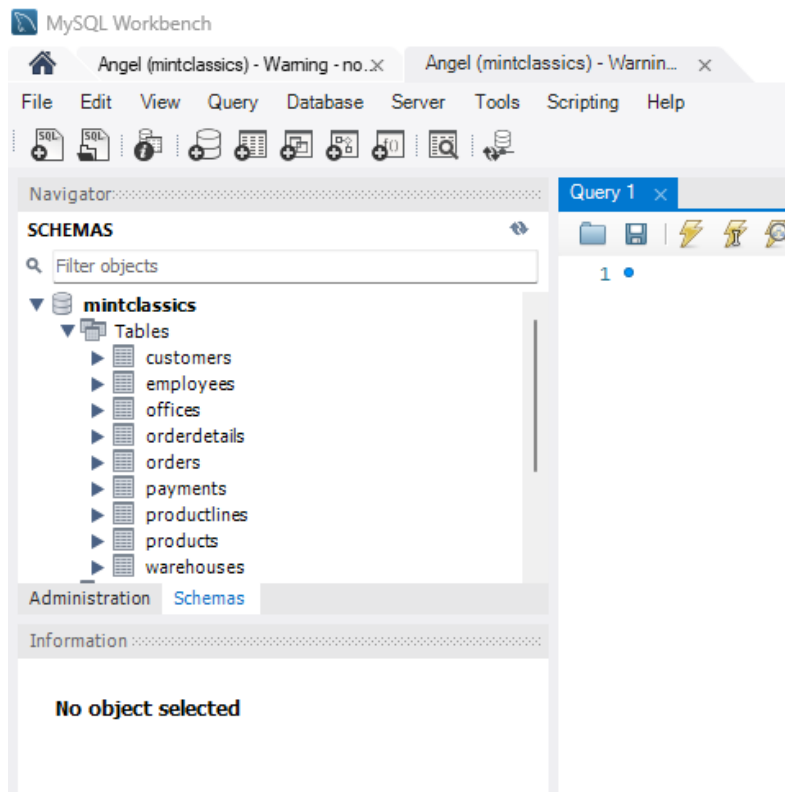 MySQL Workbench
Angel (mintclassics) - Warning - no... × Angel (mintclassics) - Warnin... ×
File Edit View Query Database Server Tools Scripting Help
SQL SQL i f()
Navigator Query 1 ×
SCHEMAS
Filter objects
1
mintclassics
Tables
customers
employees
offices
orderdetails
orders
payments
productlines
products
warehouses
Administration Schemas
Information
No object selected